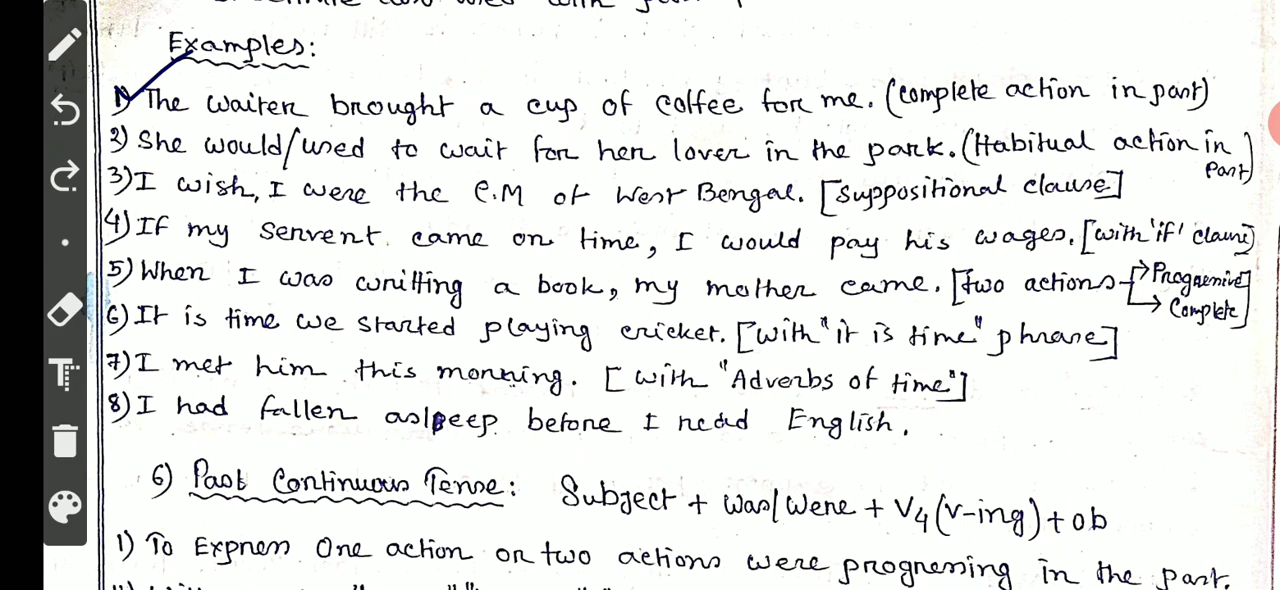 Examples:
1) The waiter brought a cup of coffee for me. (complete action in past)
2) She would/used to wait for her lover in the park. (Habitual action in past)
3) I wish, I were the C.M of West Bengal. [suppositional clause]
4) If my servent came on time, I would pay his wages. [with 'if' clause]
5) When I was writting a book, my mother came. [two actions → Progressive → Complete]
6) It is time we started playing cricket. [with "it is time" phrase]
7) I met him this morning. [with "Adverbs of time"]
8) I had fallen asleep before I read English.
6) Past Continuous Tense: Subject + was/were + V4 (v-ing) + ob
1) To Express One action or two actions were progressing in the past.